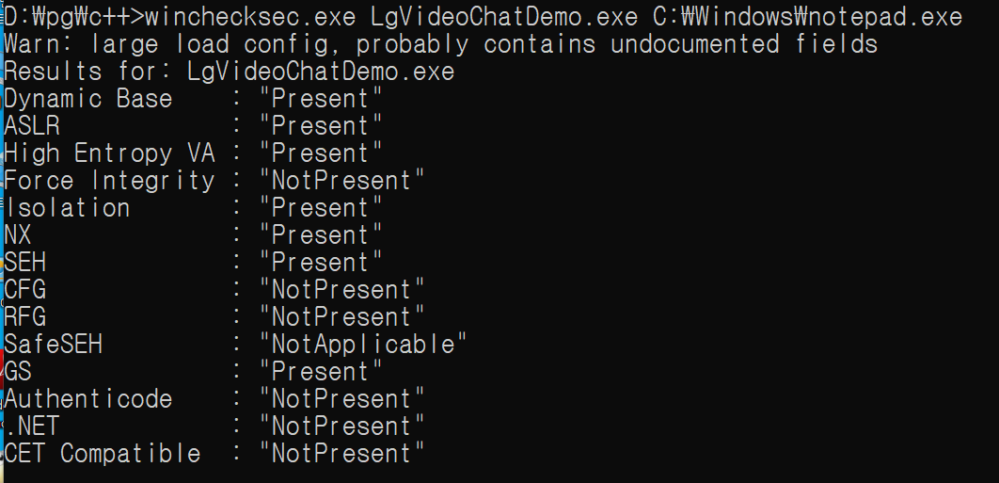 D:₩pg₩c++>winchecksec.exe LgVideoChatDemo.exe C:₩Windows₩notepad.exe
Warn: large load config, probably contains undocumented fields
Results for: LgVideoChatDemo.exe
Dynamic Base    : "Present"
ASLR            : "Present"
High Entropy VA : "Present"
Force Integrity : "NotPresent"
Isolation       : "Present"
NX              : "Present"
SEH             : "Present"
CFG             : "NotPresent"
RFG             : "NotPresent"
SafeSEH         : "NotApplicable"
GS              : "Present"
Authenticode    : "NotPresent"
.NET            : "NotPresent"
CET Compatible  : "NotPresent"